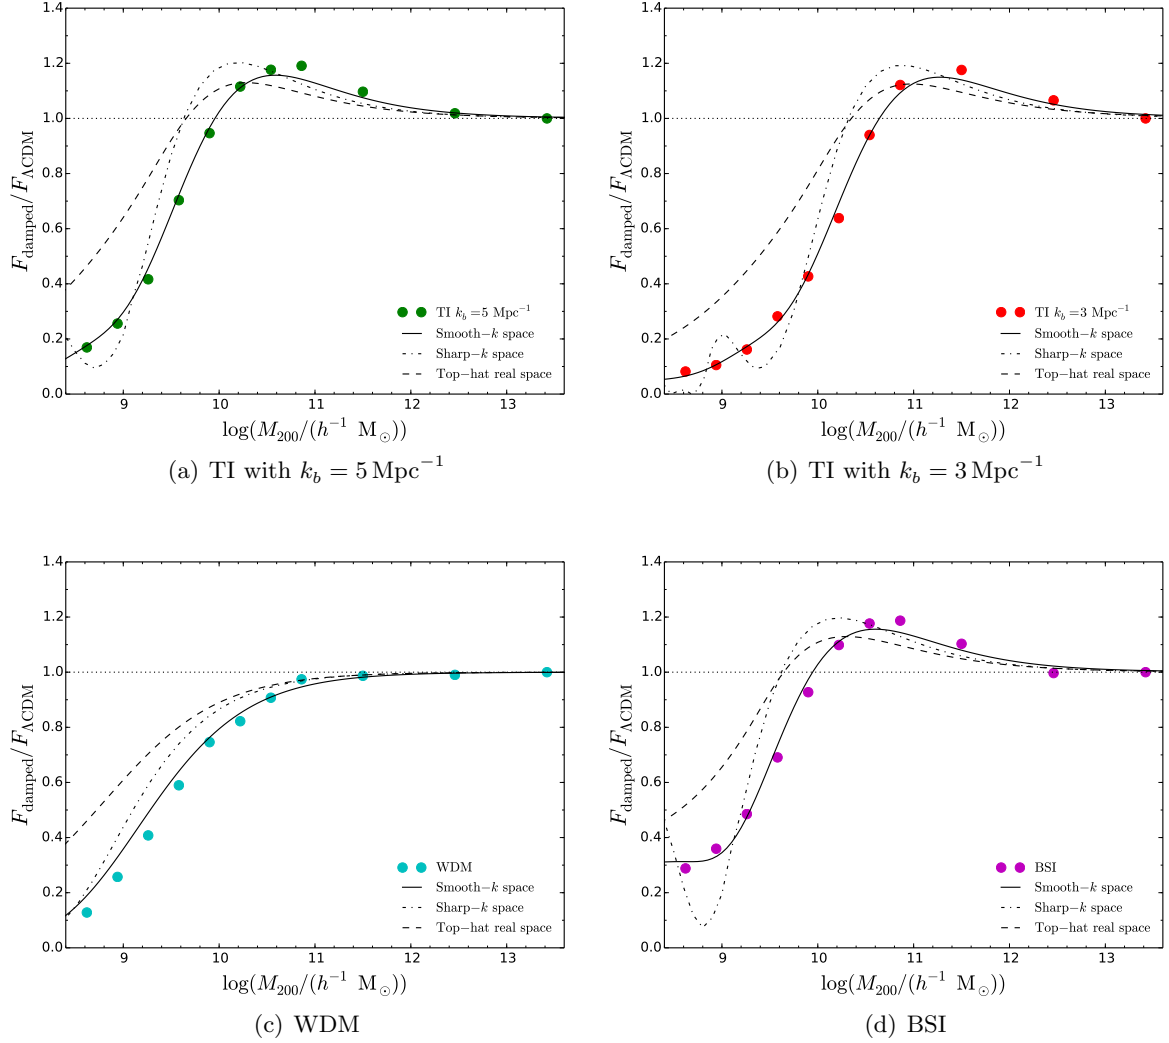 1.4
1.2
1.0
0.8
0.6
0.4
0.2
0.0
F_damped/F_ΛCDM
TI k_b = 5 Mpc⁻¹
Smooth−k space
Sharp−k space
Top−hat real space
9 10 11 12 13
log(M_200/(h⁻¹ M_⊙))
(a) TI with k_b = 5 Mpc⁻¹
1.4
1.2
1.0
0.8
0.6
0.4
0.2
0.0
F_damped/F_ΛCDM
TI k_b = 3 Mpc⁻¹
Smooth−k space
Sharp−k space
Top−hat real space
9 10 11 12 13
log(M_200/(h⁻¹ M_⊙))
(b) TI with k_b = 3 Mpc⁻¹
1.4
1.2
1.0
0.8
0.6
0.4
0.2
0.0
F_damped/F_ΛCDM
WDM
Smooth−k space
Sharp−k space
Top−hat real space
9 10 11 12 13
log(M_200/(h⁻¹ M_⊙))
(c) WDM
1.4
1.2
1.0
0.8
0.6
0.4
0.2
0.0
F_damped/F_ΛCDM
BSI
Smooth−k space
Sharp−k space
Top−hat real space
9 10 11 12 13
log(M_200/(h⁻¹ M_⊙))
(d) BSI